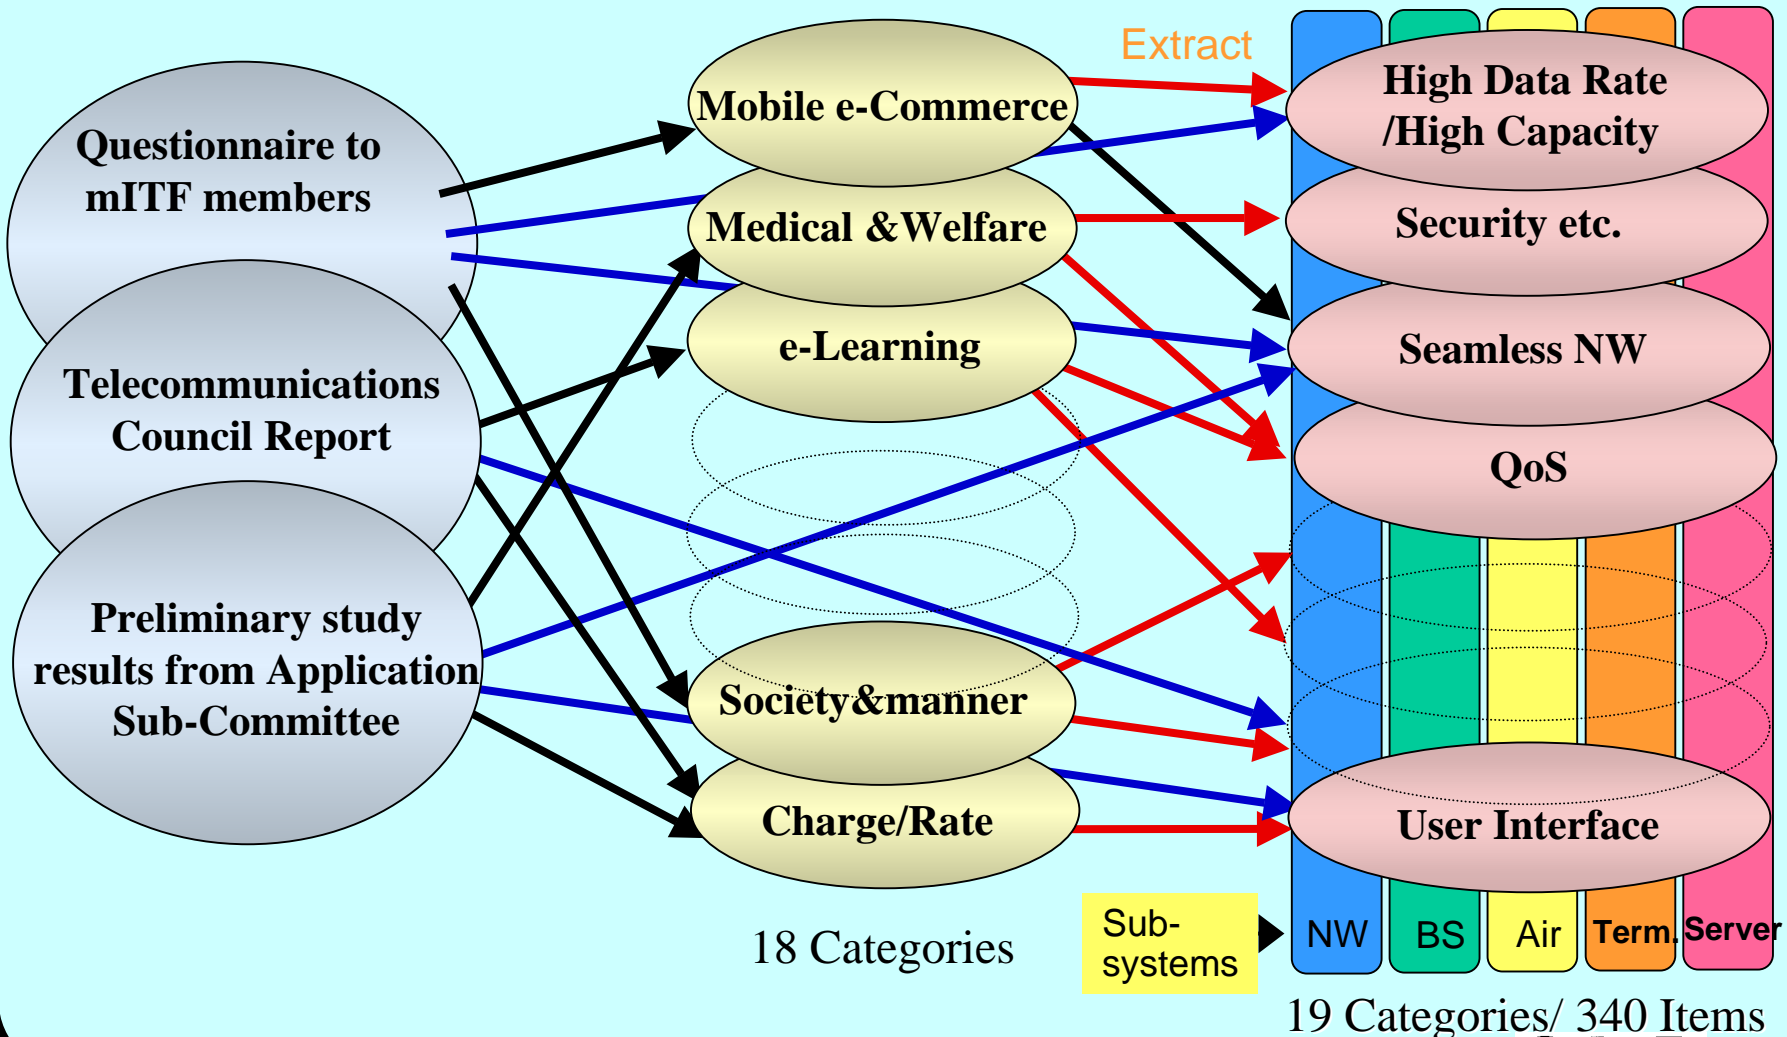 Extract
Questionnaire to
mITF members
Telecommunications
Council Report
Preliminary study
results from Application
Sub-Committee
Mobile e-Commerce
Medical &Welfare
e-Learning
Society&manner
Charge/Rate
18 Categories
High Data Rate
/High Capacity
Security etc.
Seamless NW
QoS
User Interface
Sub-
systems
NW
BS
Air
Term.
Server
19 Categories/ 340 Items